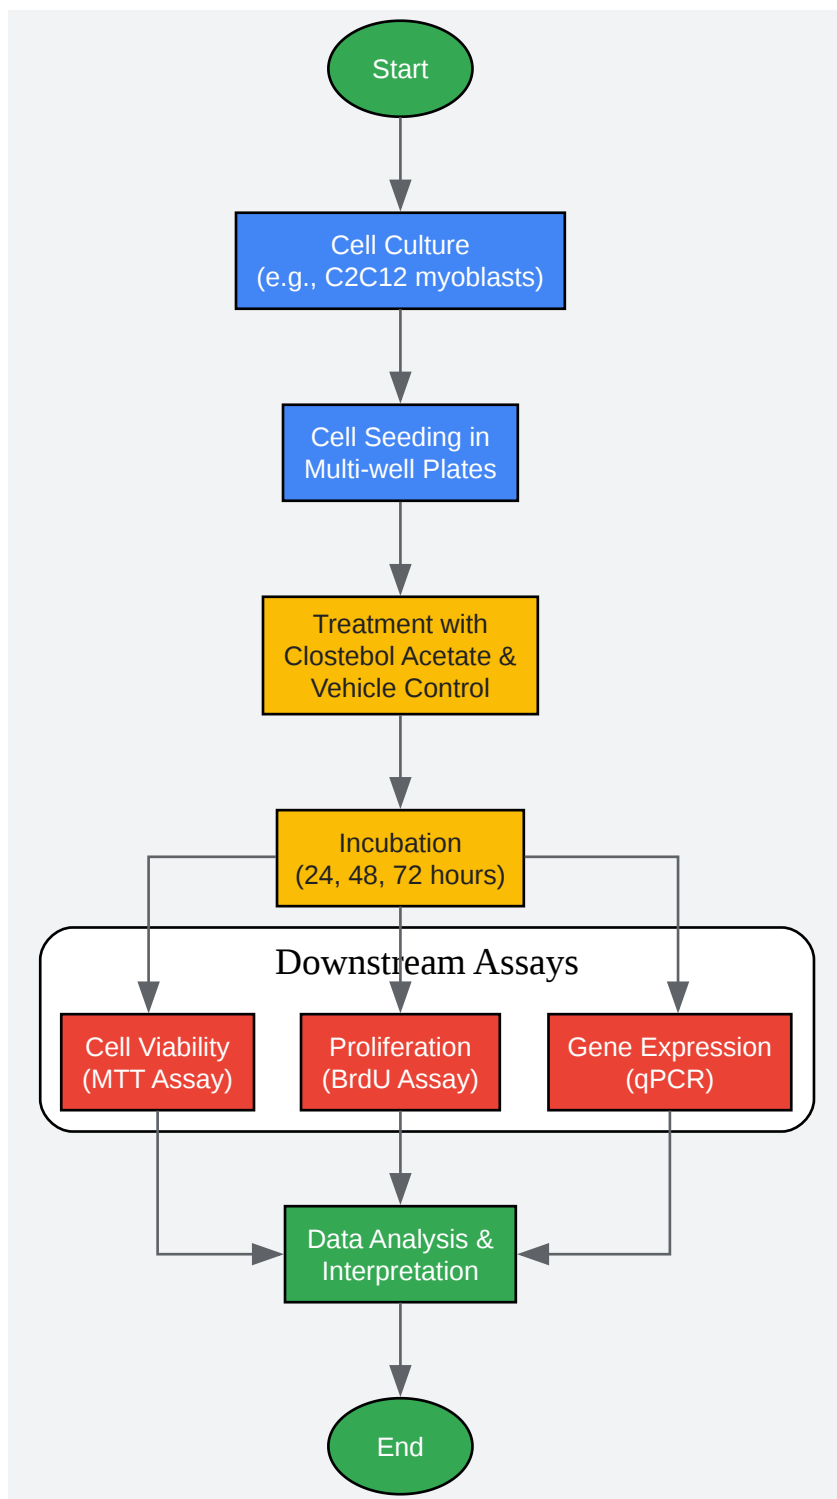 Start
Cell Culture
(e.g., C2C12 myoblasts)
Cell Seeding in
Multi-well Plates
Treatment with
Clostebol Acetate &
Vehicle Control
Incubation
(24, 48, 72 hours)
Downstream Assays
Cell Viability
(MTT Assay)
Proliferation
(BrdU Assay)
Gene Expression
(qPCR)
Data Analysis &
Interpretation
End